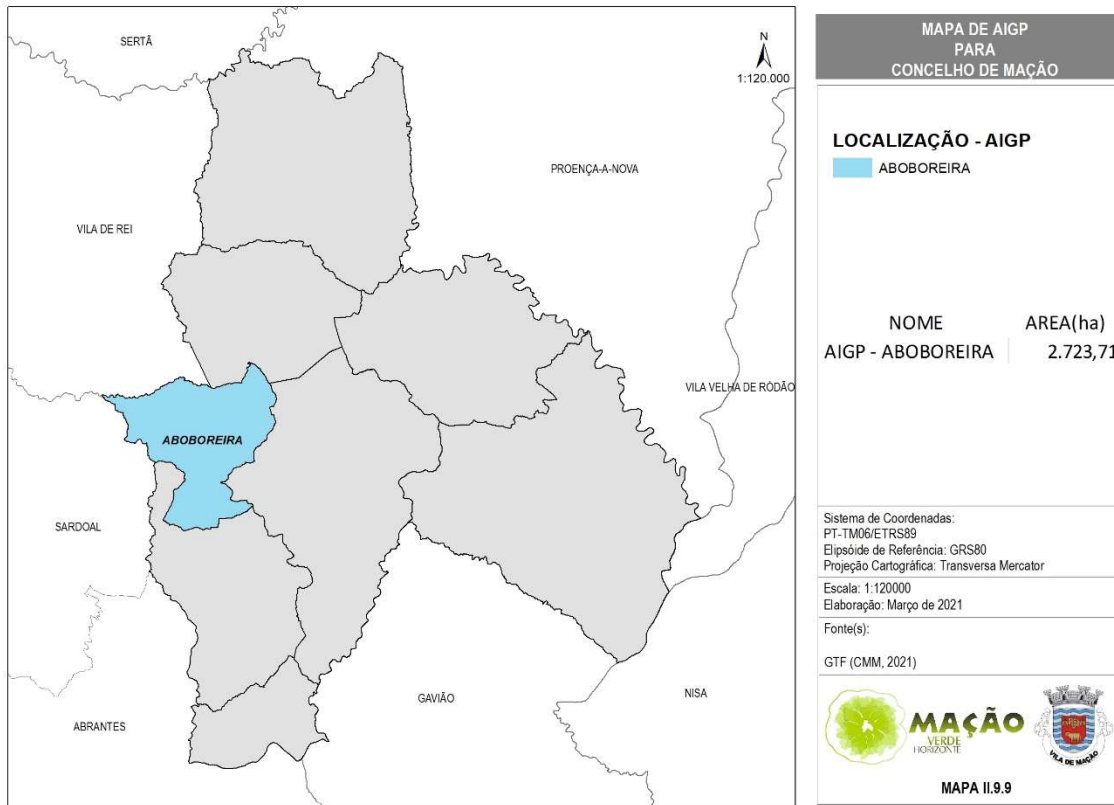 SERTÃ
N
1:120.000
PROENÇA-A-NOVA
VILA DE REI
VILA VELHA DE RÓDÃO
ABOBOREIRA
SARDOAL
ABRANTES
GAVIÃO
NISA
MAPA DE AIGP
PARA
CONCELHO DE MAÇÃO
LOCALIZAÇÃO - AIGP
ABOBOREIRA
NOME AREA(ha)
AIGP - ABOBOREIRA 2.723,71
Sistema de Coordenadas:
PT-TM06/ETRS89
Elipsóide de Referência: GRS80
Projeção Cartográfica: Transversa Mercator
Escala: 1:120000
Elaboração: Março de 2021
Fonte(s):
GTF (CMM, 2021)
MAÇÃO
VERDE
HORIZONTE
VILA DE MAÇÃO
MAPA II.9.9